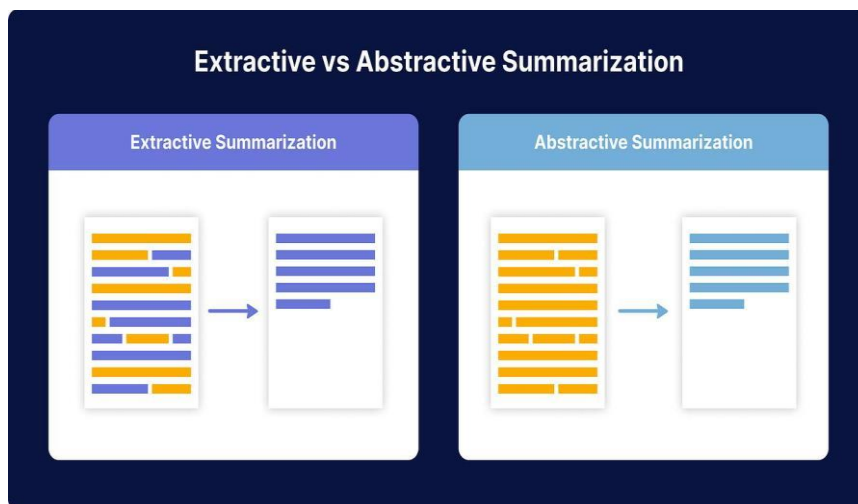 Extractive vs Abstractive Summarization
Extractive Summarization
Abstractive Summarization